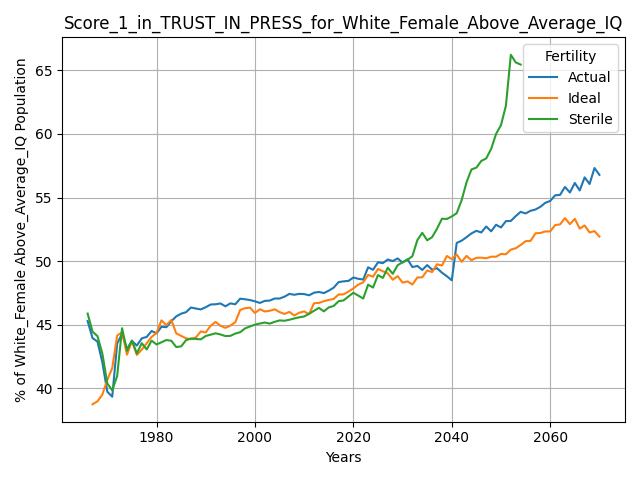 Score_1_in_TRUST_IN_PRESS_for_White_Female_Above_Average_IQ
% of White_Female Above_Average_IQ Population
65
60
55
50
45
40
Fertility
Actual
Ideal
Sterile
1980 2000 2020 2040 2060
Years